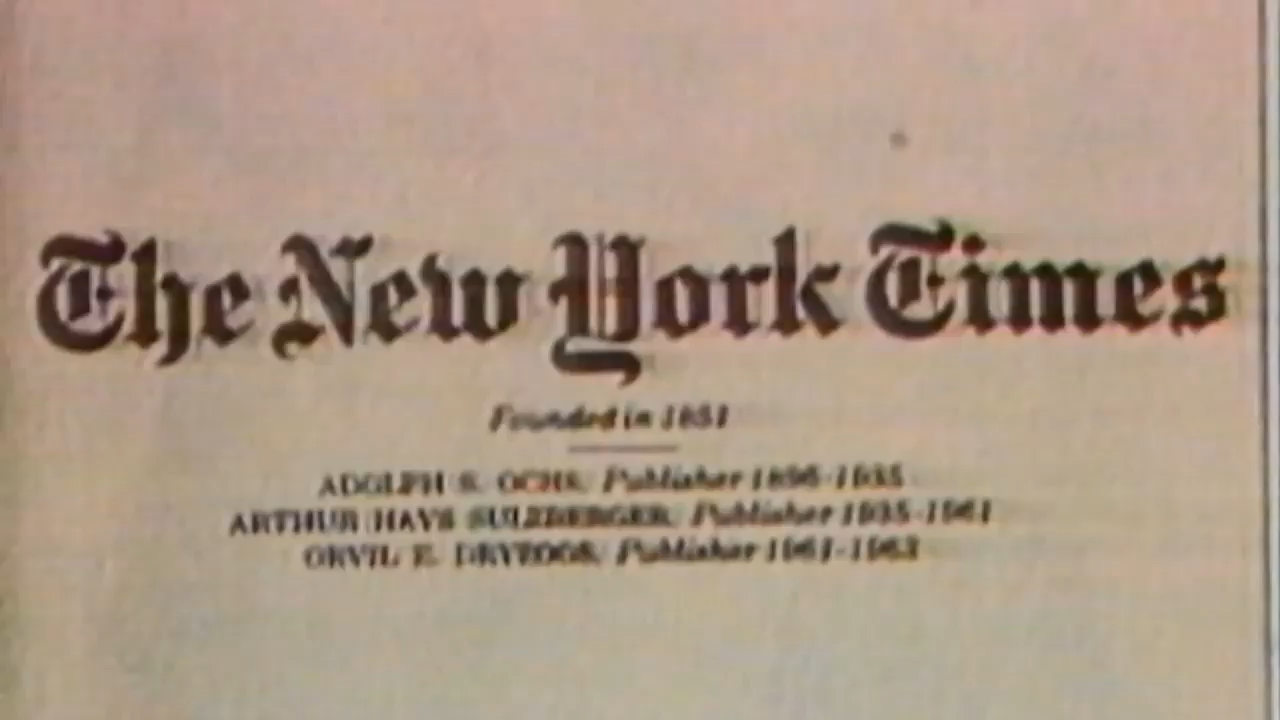 The New York Times
Founded in 1851
ADOLPH S. OCHS, Publisher 1896-1935
ARTHUR HAYS SULZBERGER, Publisher 1935-1961
ORVIL E. DRYFOOS, Publisher 1961-1963